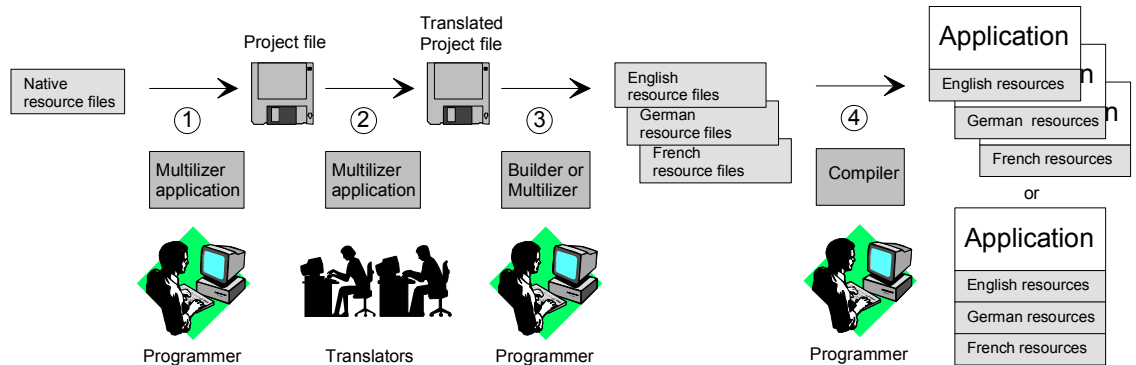 Native
resource files
1
Multilizer
application
Programmer
Project file
2
Multilizer
application
Translators
Translated
Project file
3
Builder or
Multilizer
Programmer
English
resource files
German
resource files
French
resource files
4
Compiler
Programmer
Application
English resources
n
German resources
n
French resources
or
Application
English resources
German resources
French resources